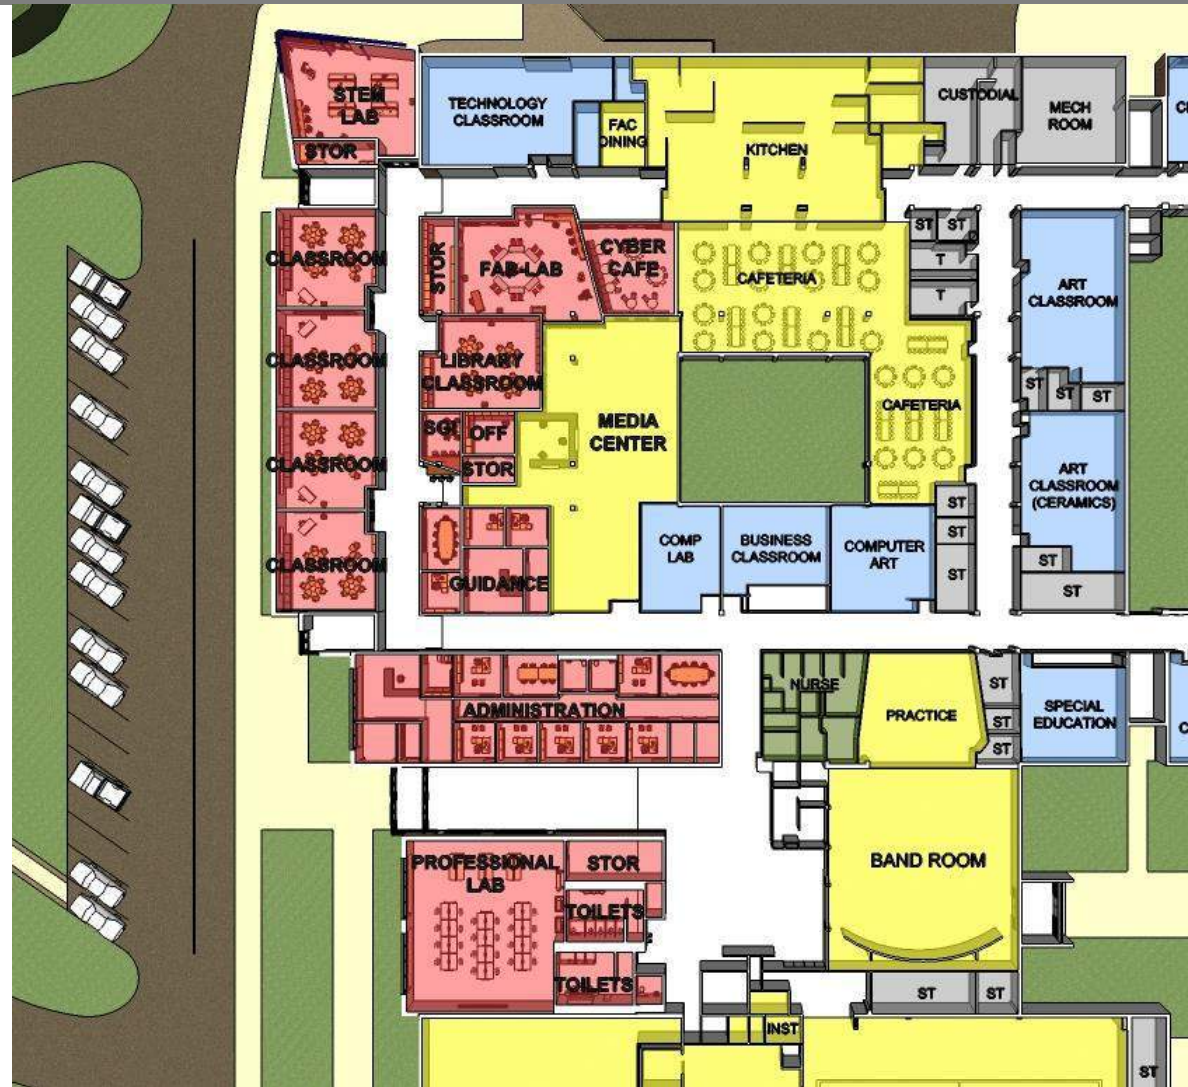 STEM
LAB
STOR
TECHNOLOGY
CLASSROOM
FAC
DINING
KITCHEN
CUSTODIAL
MECH
ROOM
CLASSROOM
STOR
FAB-LAB
CYBER
CAFE
CAFETERIA
ST
ST
T
T
ART
CLASSROOM
CLASSROOM
LIBRARY
CLASSROOM
CAFETERIA
ST
ST
ST
CLASSROOM
SGI
OFF
STOR
MEDIA
CENTER
ART
CLASSROOM
(CERAMICS)
CLASSROOM
GUIDANCE
COMP
LAB
BUSINESS
CLASSROOM
COMPUTER
ART
ST
ST
ST
ST
ST
ADMINISTRATION
NURSE
PRACTICE
ST
ST
ST
SPECIAL
EDUCATION
PROFESSIONAL
LAB
STOR
TOILETS
TOILETS
BAND ROOM
ST
ST
INST
ST